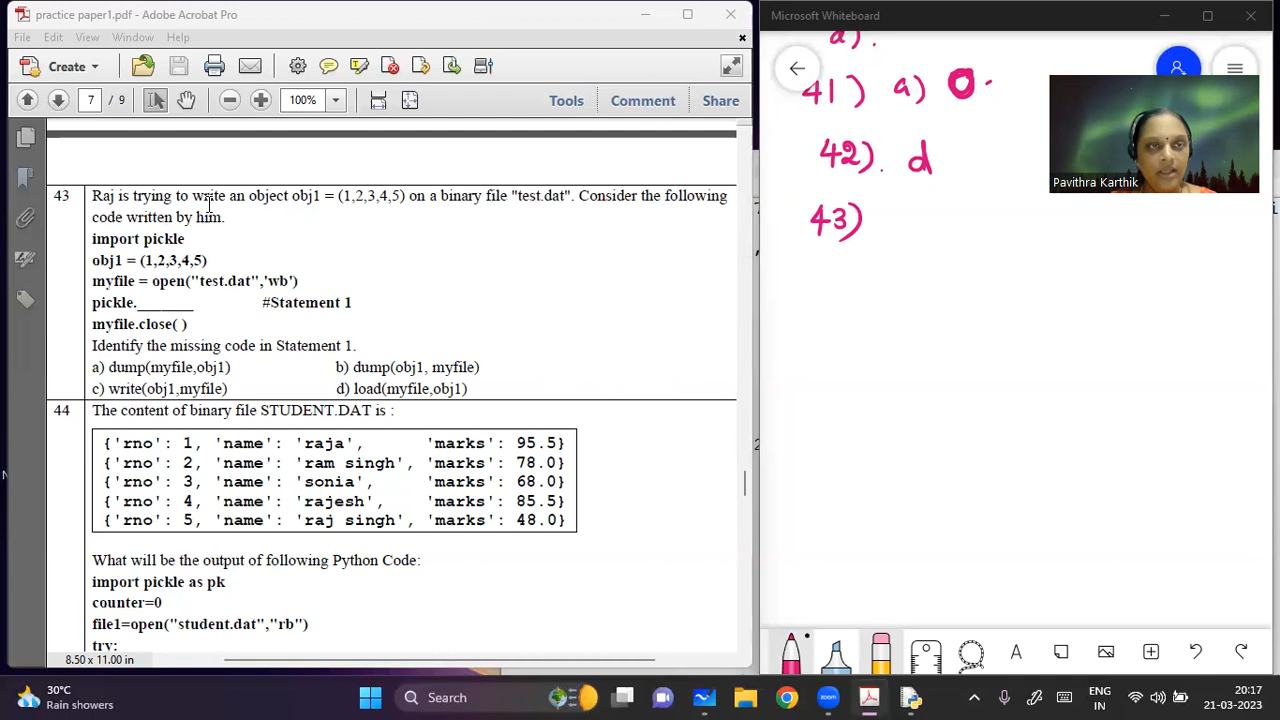 practice paper1.pdf - Adobe Acrobat Pro
File Edit View Window Help
Create
7 / 9 100% Tools Comment Share
43 Raj is trying to write an object obj1 = (1,2,3,4,5) on a binary file "test.dat". Consider the following
code written by him.
import pickle
obj1 = (1,2,3,4,5)
myfile = open("test.dat",'wb')
pickle._______ #Statement 1
myfile.close( )
Identify the missing code in Statement 1.
a) dump(myfile,obj1) b) dump(obj1, myfile)
c) write(obj1,myfile) d) load(myfile,obj1)
44 The content of binary file STUDENT.DAT is :
{'rno': 1, 'name': 'raja', 'marks': 95.5}
{'rno': 2, 'name': 'ram singh', 'marks': 78.0}
{'rno': 3, 'name': 'sonia', 'marks': 68.0}
{'rno': 4, 'name': 'rajesh', 'marks': 85.5}
{'rno': 5, 'name': 'raj singh', 'marks': 48.0}
What will be the output of following Python Code:
import pickle as pk
counter=0
file1=open("student.dat","rb")
try:
8.50 x 11.00 in
Microsoft Whiteboard
a).
41) a) O.
42). d
43)
Pavithra Karthik
30°C
Rain showers
Search
zoom
ENG
IN
20:17
21-03-2023